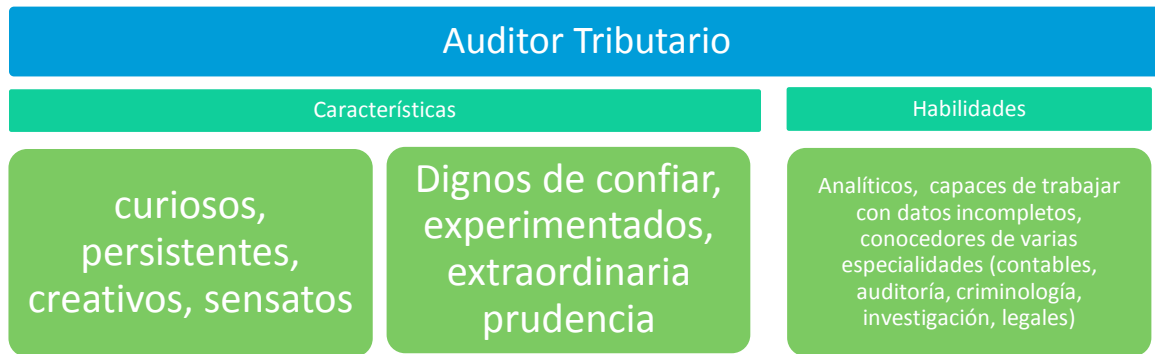 Auditor Tributario
Característícas
Habilidades
curiosos,
persistentes,
creativos, sensatos
Dignos de confiar,
experimentados,
extraordinaria
prudencia
Analíticos, capaces de trabajar
con datos incompletos,
conocedores de varias
especialidades (contables,
auditoría, criminología,
investigación, legales)